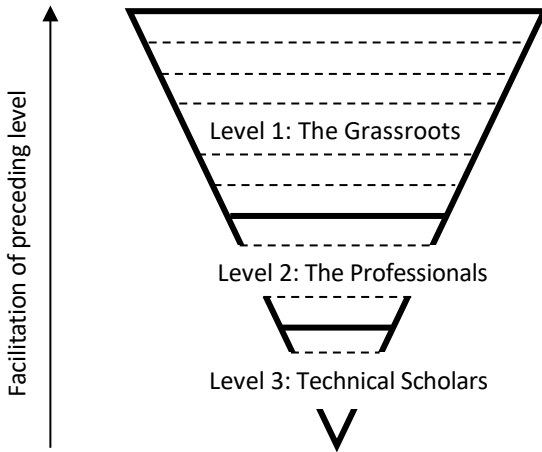 Facilitation of preceding level
Level 1: The Grassroots
Level 2: The Professionals
Level 3: Technical Scholars